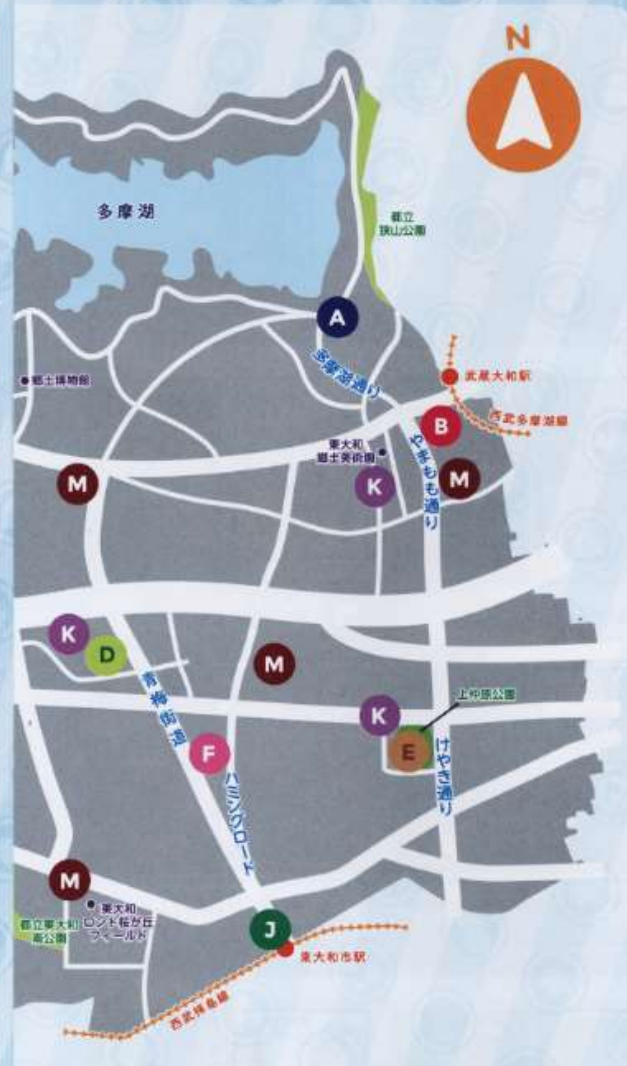 N
多摩湖
都立
狭山公園
A
多摩湖通り
武蔵大和駅
郷土博物館
西武多摩湖線
B
東大和
郷土美術園
やまもも通り
M
K
M
K
D
M
青梅街道
K
上仲原公園
F
E
けやき通り
ハミングロード
M
東大和
ロンド桜が丘
フィールド
都立東大和
南公園
J
東大和市駅
西武拝島線